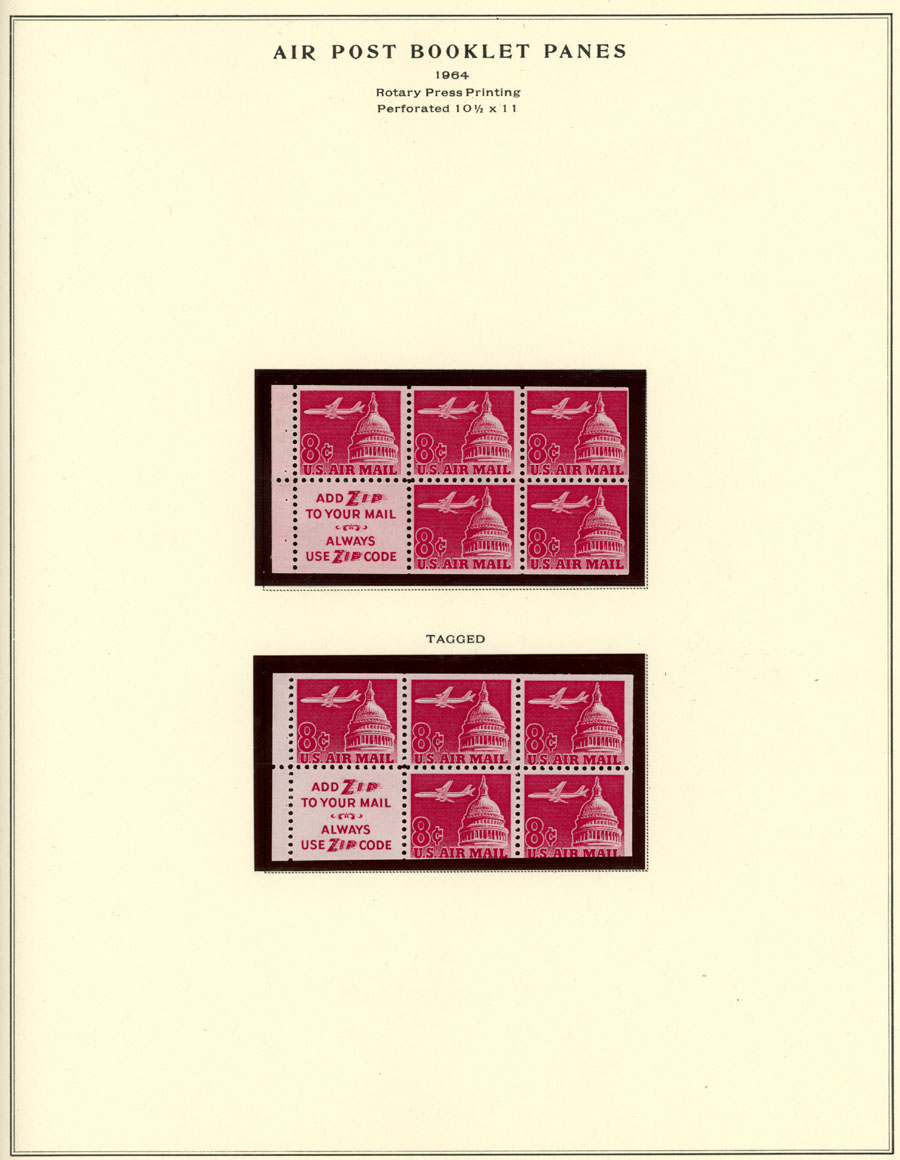 AIR POST BOOKLET PANES
1964
Rotary Press Printing
Perforated 10½ x 11
8¢
U.S. AIR MAIL
8¢
U.S. AIR MAIL
8¢
U.S. AIR MAIL
ADD ZIP
TO YOUR MAIL
ALWAYS
USE ZIP CODE
8¢
U.S. AIR MAIL
8¢
U.S. AIR MAIL
TAGGED
8¢
U.S. AIR MAIL
8¢
U.S. AIR MAIL
8¢
U.S. AIR MAIL
ADD ZIP
TO YOUR MAIL
ALWAYS
USE ZIP CODE
8¢
U.S. AIR MAIL
8¢
U.S. AIR MAIL